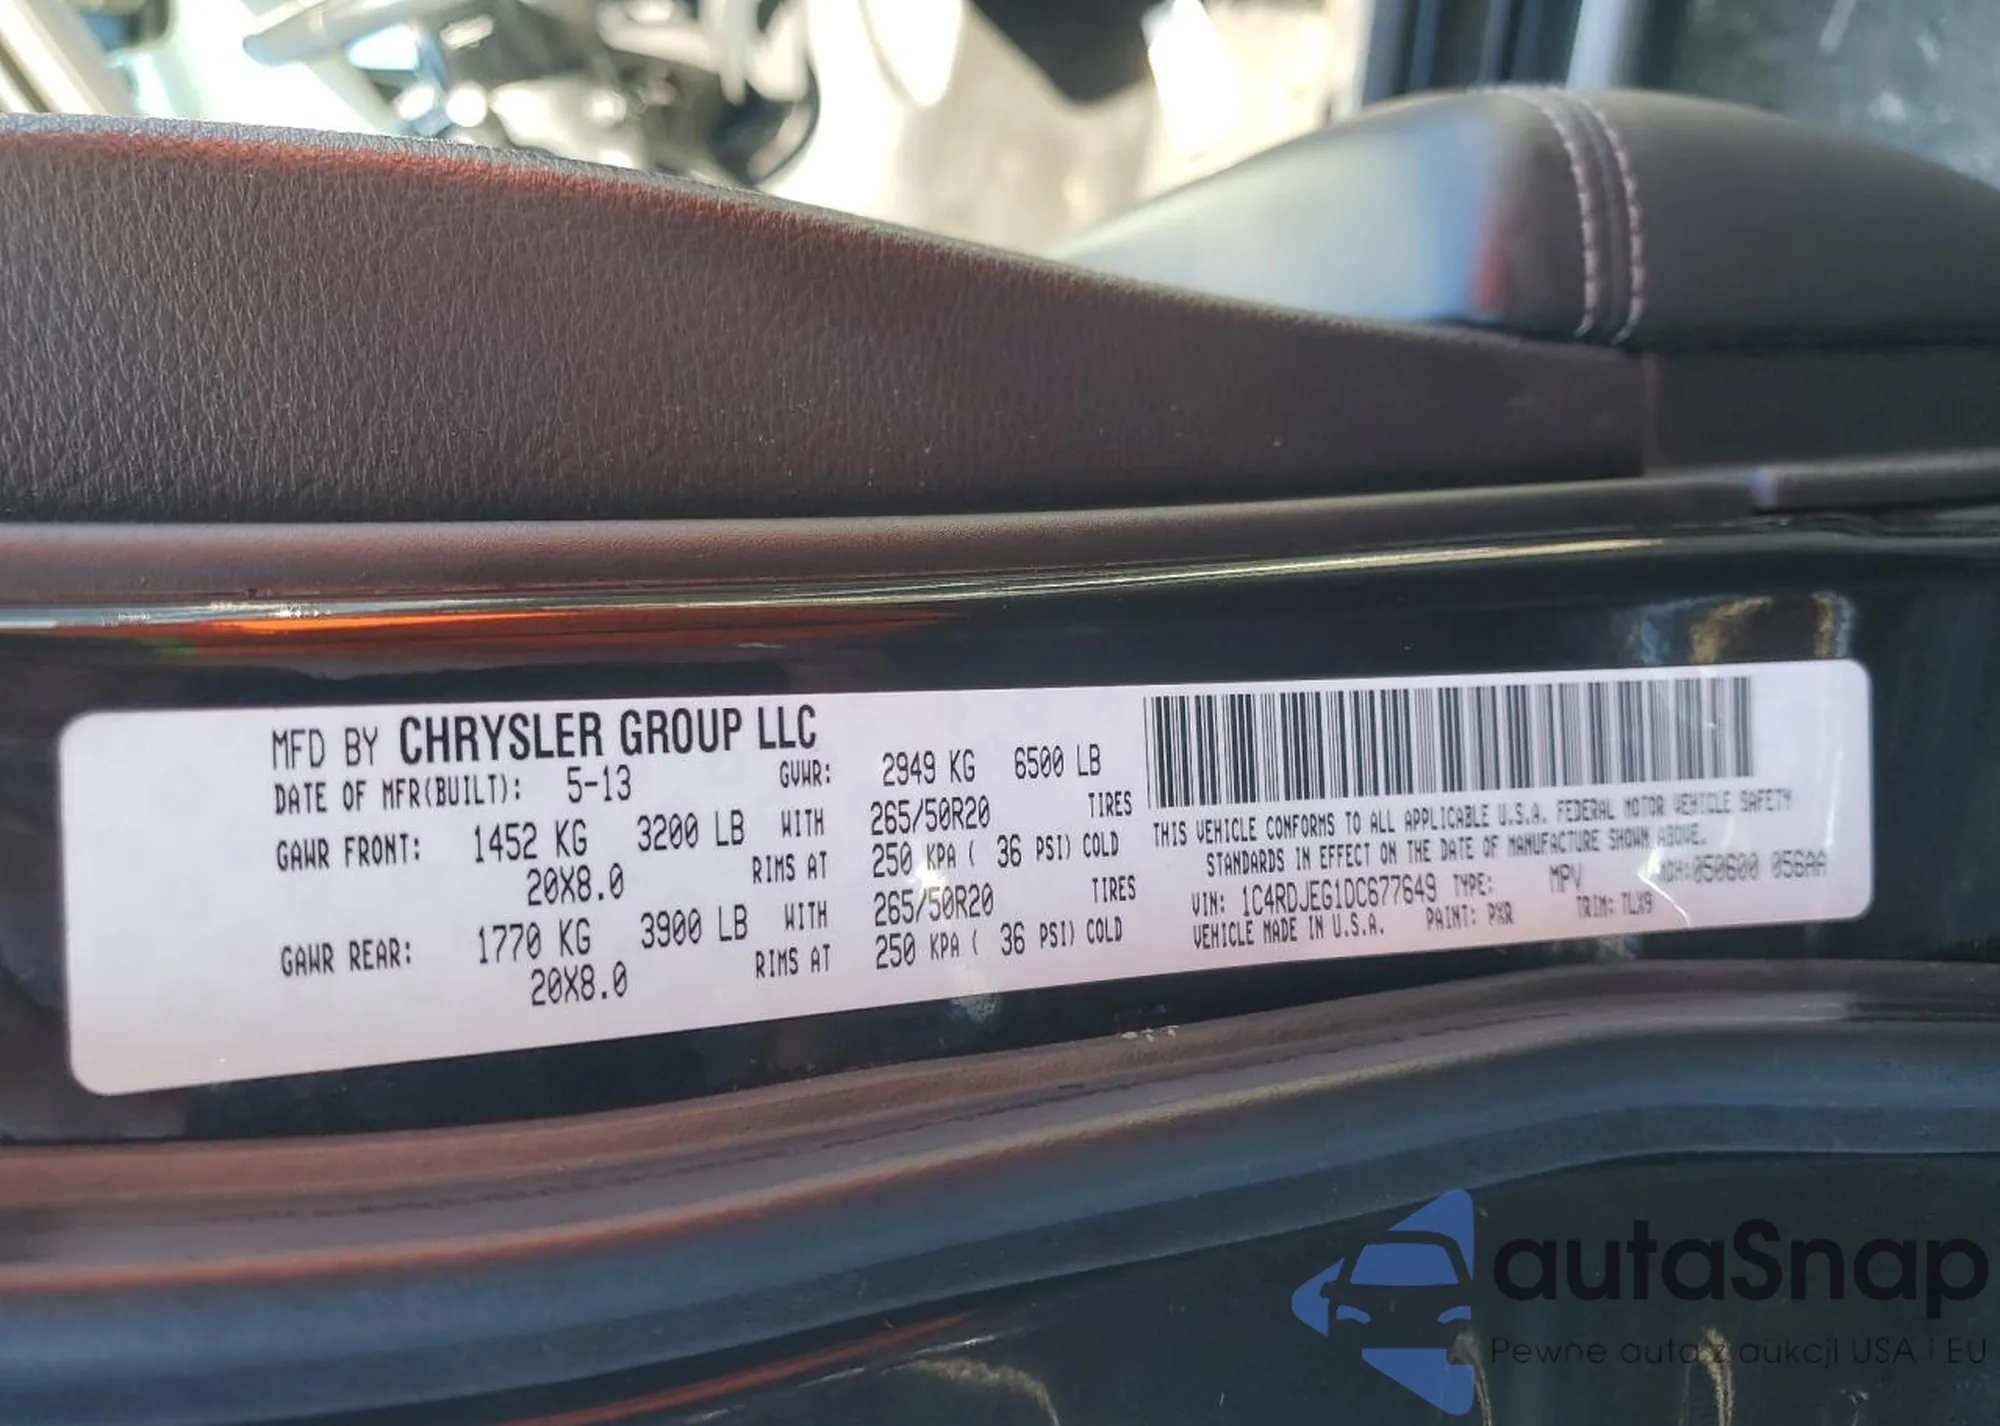 MFD BY CHRYSLER GROUP LLC
DATE OF MFR(BUILT): 5-13 GVWR: 2949 KG 6500 LB
GAWR FRONT: 1452 KG 3200 LB WITH 265/50R20 TIRES
20X8.0 RIMS AT 250 KPA ( 36 PSI) COLD
GAWR REAR: 1770 KG 3900 LB WITH 265/50R20 TIRES
20X8.0 RIMS AT 250 KPA ( 36 PSI) COLD
THIS VEHICLE CONFORMS TO ALL APPLICABLE U.S.A. FEDERAL MOTOR VEHICLE SAFETY
STANDARDS IN EFFECT ON THE DATE OF MANUFACTURE SHOWN ABOVE.
VIN: 1C4RDJEG1DC677649 TYPE: MPV 050600 056AA
VEHICLE MADE IN U.S.A. PAINT: PXR TRIM: TLX9
autaSnap
Pewne auta z aukcji USA i EU